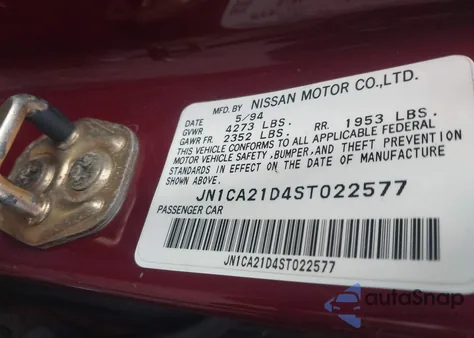 MFD.BY NISSAN MOTOR CO.,LTD.
DATE 5/94
GVWR 4273 LBS.
GAWR FR. 2352 LBS. RR. 1953 LBS.
THIS VEHICLE CONFORMS TO ALL APPLICABLE FEDERAL
MOTOR VEHICLE SAFETY, BUMPER, AND THEFT PREVENTION
STANDARDS IN EFFECT ON THE DATE OF MANUFACTURE
SHOWN ABOVE.
JN1CA21D4ST022577
PASSENGER CAR
JN1CA21D4ST022577
autoSnap